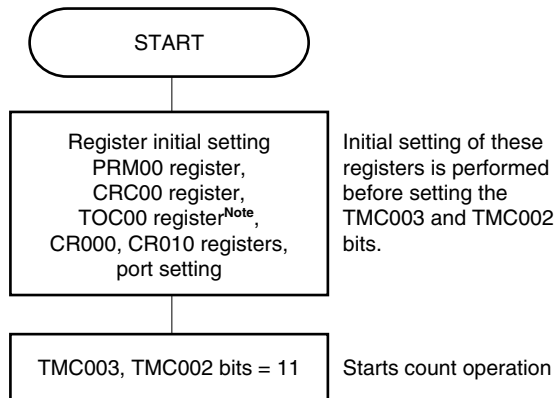 START
Register initial setting
PRM00 register,
CRC00 register,
TOC00 registerNote,
CR000, CR010 registers,
port setting
Initial setting of these
registers is performed
before setting the
TMC003 and TMC002
bits.
TMC003, TMC002 bits = 11
Starts count operation